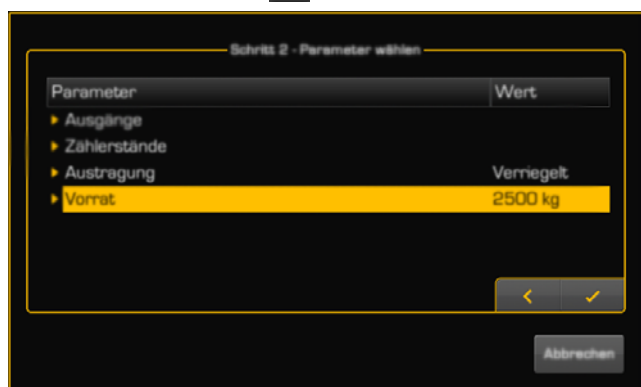 Schritt 2 - Parameter wählen
Parameter Wert
Ausgänge
Zählerstände
Austragung Verriegelt
Vorrat 2500 kg
Abbrechen